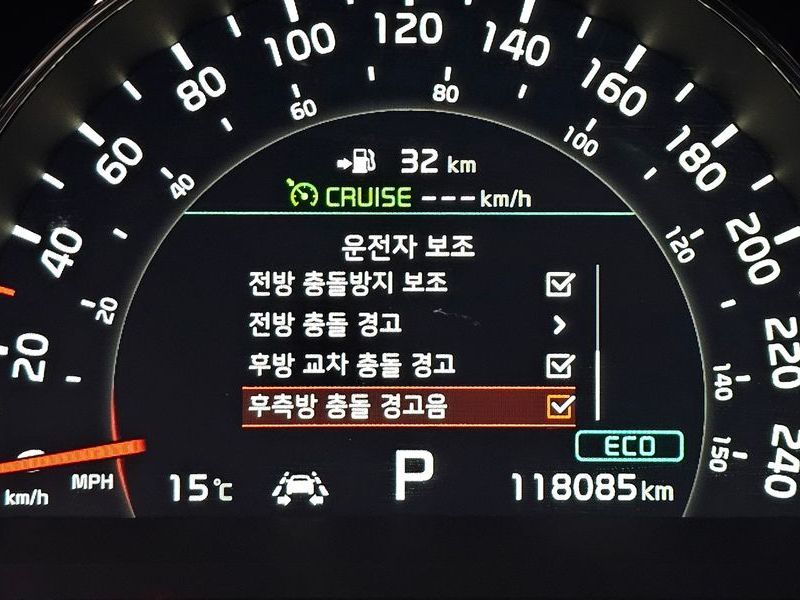 20
40
60
80
100
120
140
160
180
200
220
240
20
40
60
80
100
120
140
150
km/h
MPH
32 km
CRUISE ---km/h
운전자 보조
전방 충돌방지 보조
전방 충돌 경고
후방 교차 충돌 경고
후측방 충돌 경고음
ECO
15℃ P 118085km